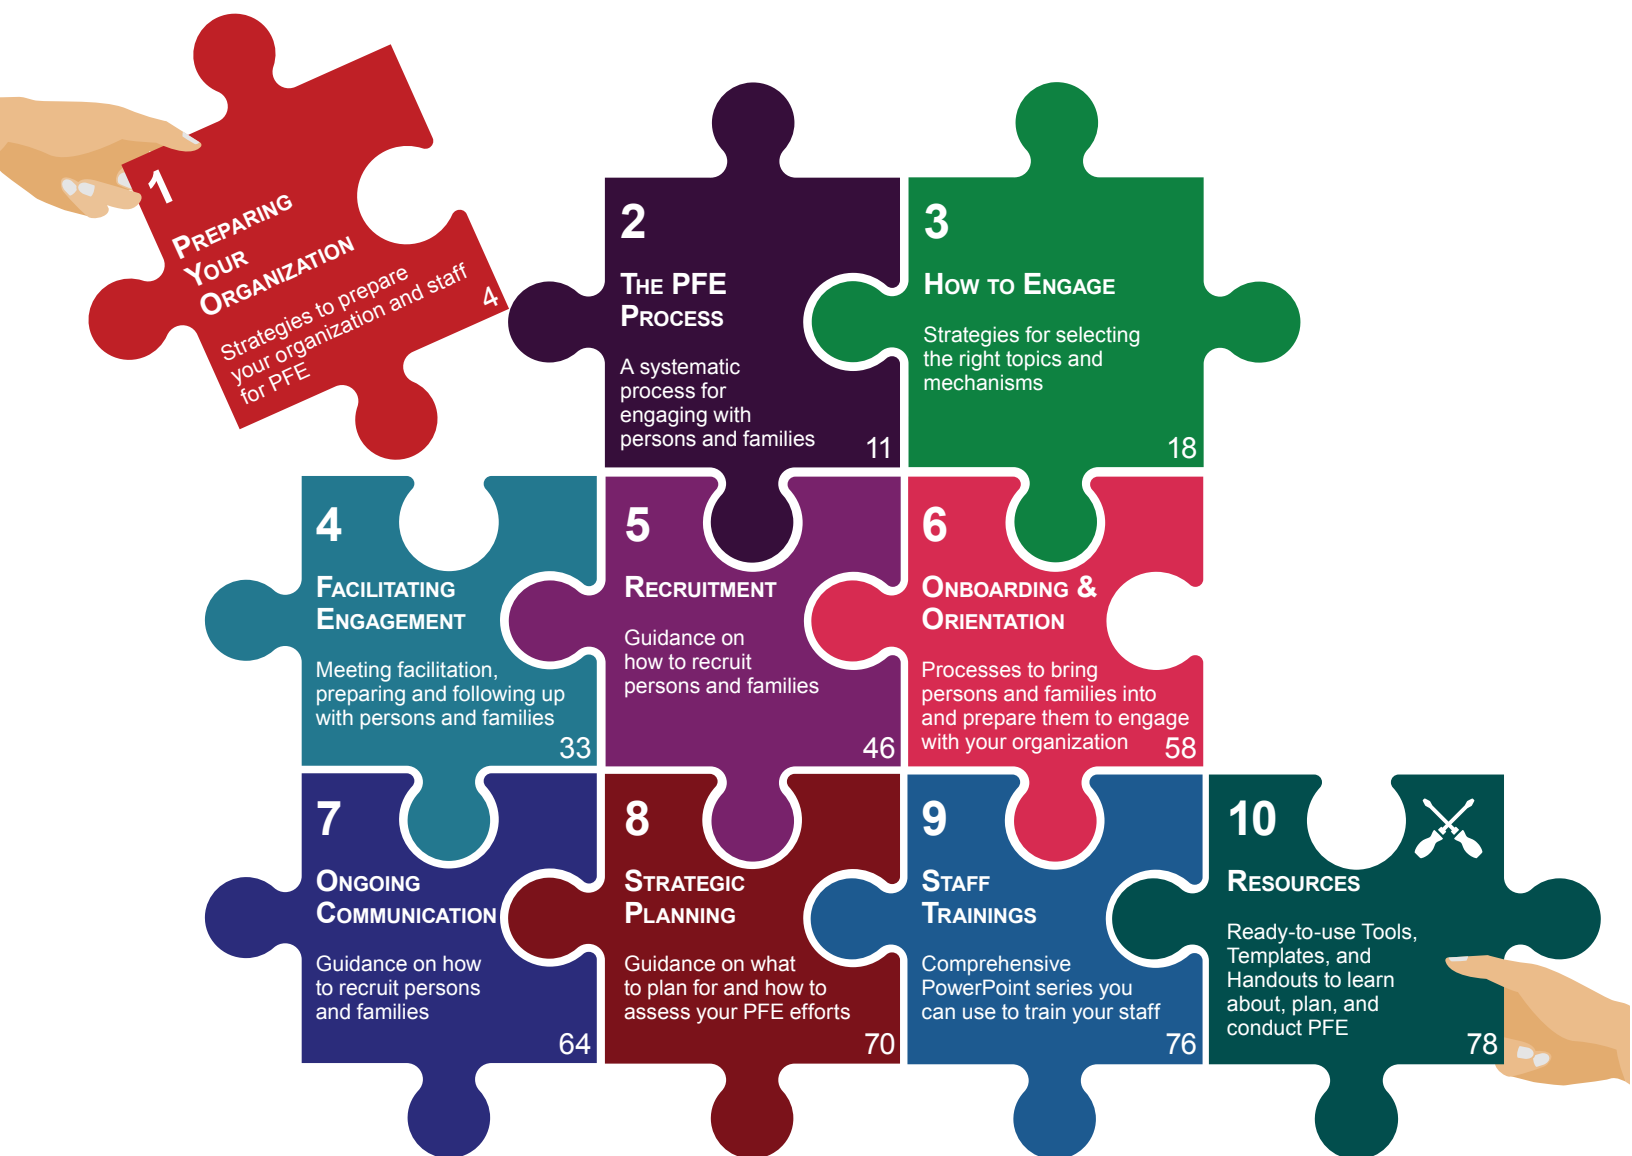 1
Preparing
Your
Organization
Strategies to prepare
your organization and staff
for PFE
4
2
The PFE
Process
A systematic
process for
engaging with
persons and families
11
3
How to Engage
Strategies for selecting
the right topics and
mechanisms
18
4
Facilitating
Engagement
Meeting facilitation,
preparing and following up
with persons and families
33
5
Recruitment
Guidance on
how to recruit
persons and families
46
6
Onboarding &
Orientation
Processes to bring
persons and families into
and prepare them to engage
with your organization
58
7
Ongoing
Communication
Guidance on how
to recruit persons
and families
64
8
Strategic
Planning
Guidance on what
to plan for and how to
assess your PFE efforts
70
9
Staff
Trainings
Comprehensive
PowerPoint series you
can use to train your staff
76
10
Resources
Ready-to-use Tools,
Templates, and
Handouts to learn
about, plan, and
conduct PFE
78